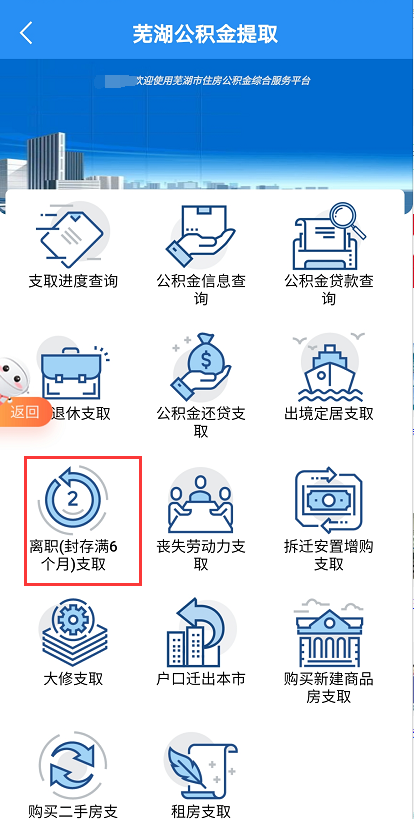 芜湖公积金提取
欢迎使用芜湖市住房公积金综合服务平台
支取进度查询
公积金信息查
询
公积金贷款查
询
返回
退休支取
公积金还贷支
取
出境定居支取
2
离职(封存满6
个月)支取
丧失劳动力支
取
拆迁安置增购
支取
大修支取
户口迁出本市
购买新建商品
房支取
购买二手房支
租房支取